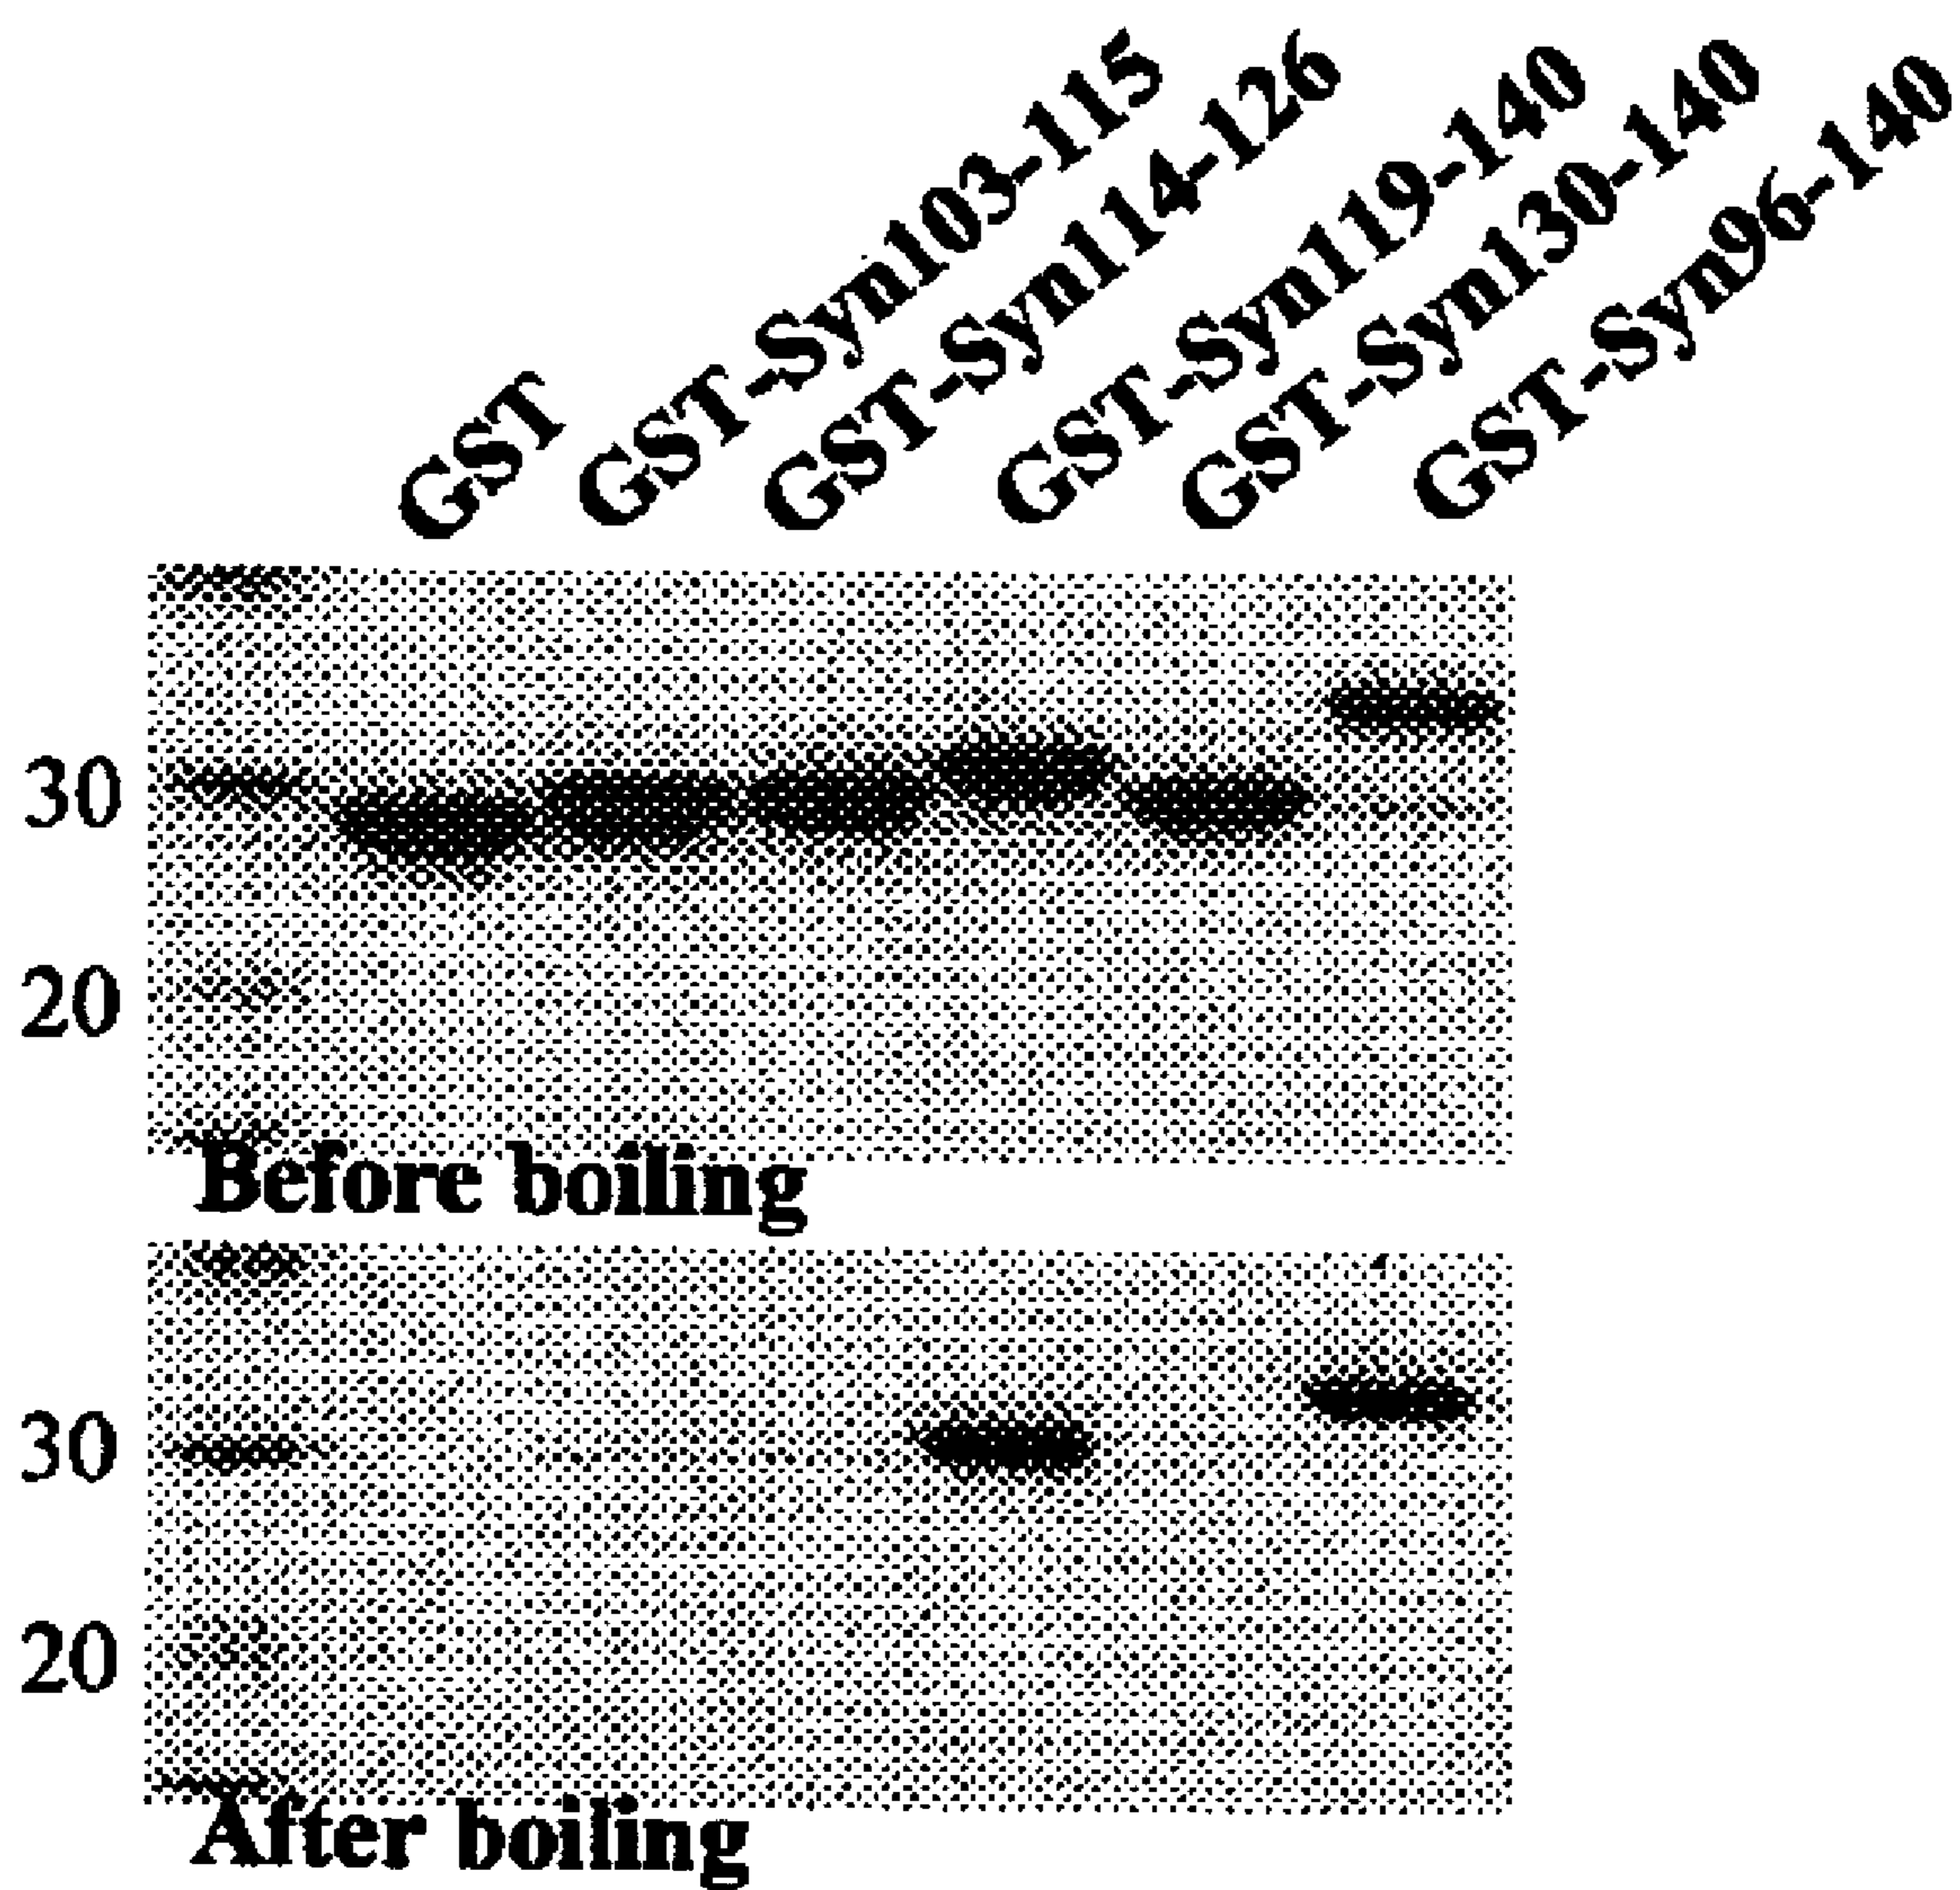 GST
GST-Syn103-115
GST-Syn114-126
GST-Syn119-140
GST-Syn130-140
GST-Syn96-140
30
20
Before boiling
30
20
After boiling